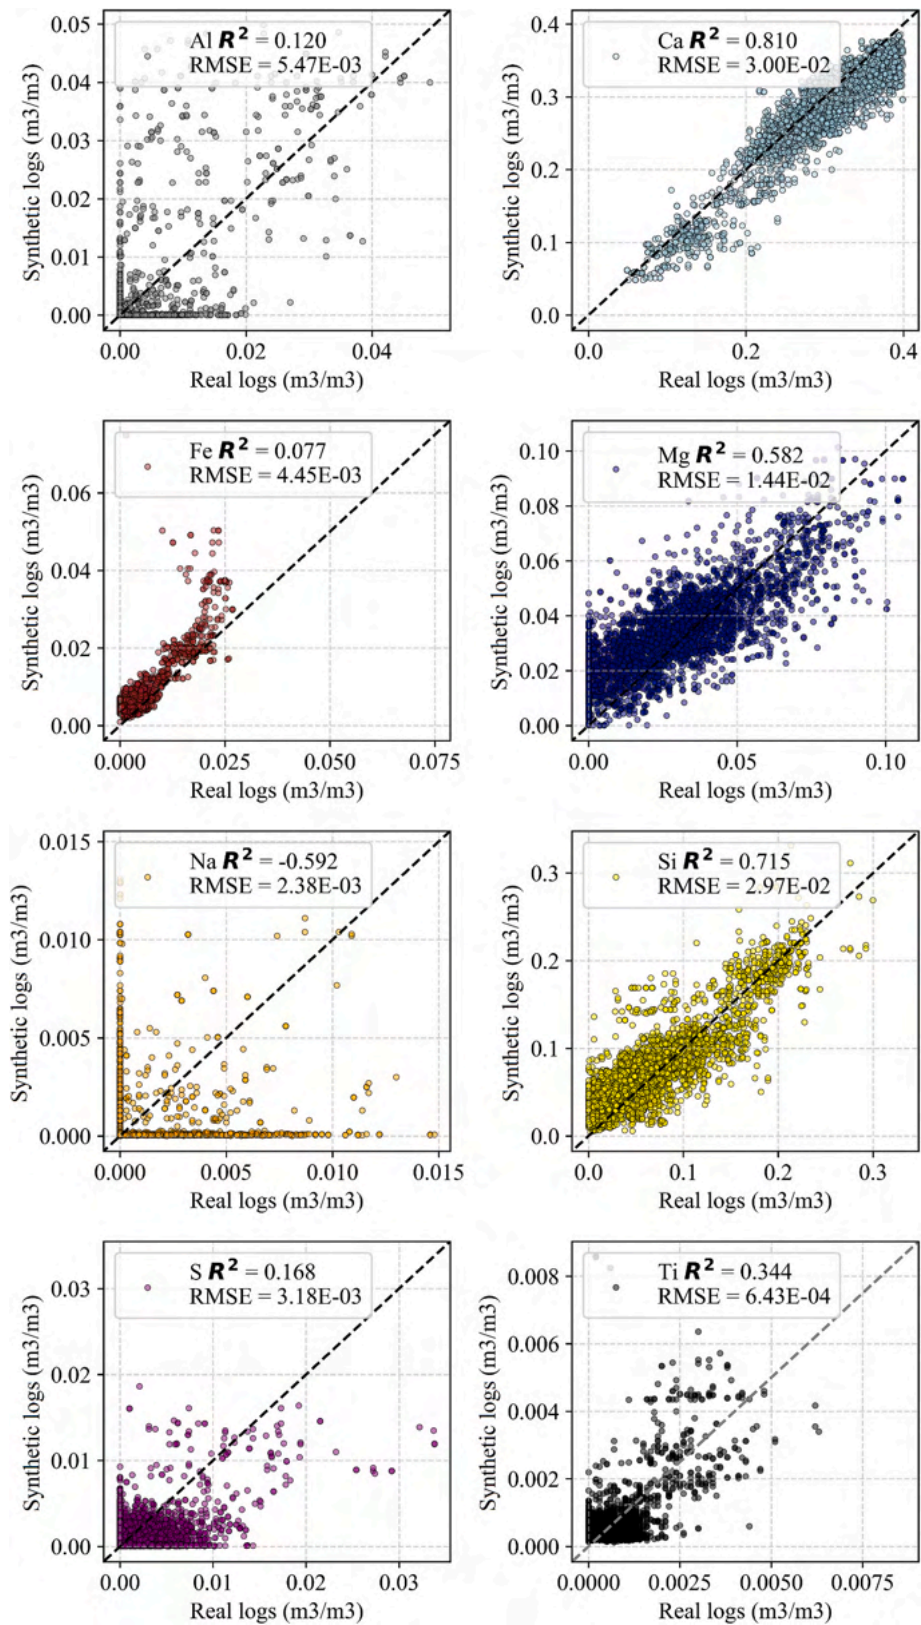 Al R² = 0.120
RMSE = 5.47E-03
0.05
0.04
0.03
0.02
0.01
0.00
Synthetic logs (m3/m3)
0.00 0.02 0.04
Real logs (m3/m3)
Ca R² = 0.810
RMSE = 3.00E-02
0.4
0.3
0.2
0.1
0.0
Synthetic logs (m3/m3)
0.0 0.2 0.4
Real logs (m3/m3)
Fe R² = 0.077
RMSE = 4.45E-03
0.06
0.04
0.02
0.00
Synthetic logs (m3/m3)
0.000 0.025 0.050 0.075
Real logs (m3/m3)
Mg R² = 0.582
RMSE = 1.44E-02
0.10
0.08
0.06
0.04
0.02
0.00
Synthetic logs (m3/m3)
0.00 0.05 0.10
Real logs (m3/m3)
Na R² = -0.592
RMSE = 2.38E-03
0.015
0.010
0.005
0.000
Synthetic logs (m3/m3)
0.000 0.005 0.010 0.015
Real logs (m3/m3)
Si R² = 0.715
RMSE = 2.97E-02
0.3
0.2
0.1
0.0
Synthetic logs (m3/m3)
0.0 0.1 0.2 0.3
Real logs (m3/m3)
S R² = 0.168
RMSE = 3.18E-03
0.03
0.02
0.01
0.00
Synthetic logs (m3/m3)
0.00 0.01 0.02 0.03
Real logs (m3/m3)
Ti R² = 0.344
RMSE = 6.43E-04
0.008
0.006
0.004
0.002
0.000
Synthetic logs (m3/m3)
0.0000 0.0025 0.0050 0.0075
Real logs (m3/m3)